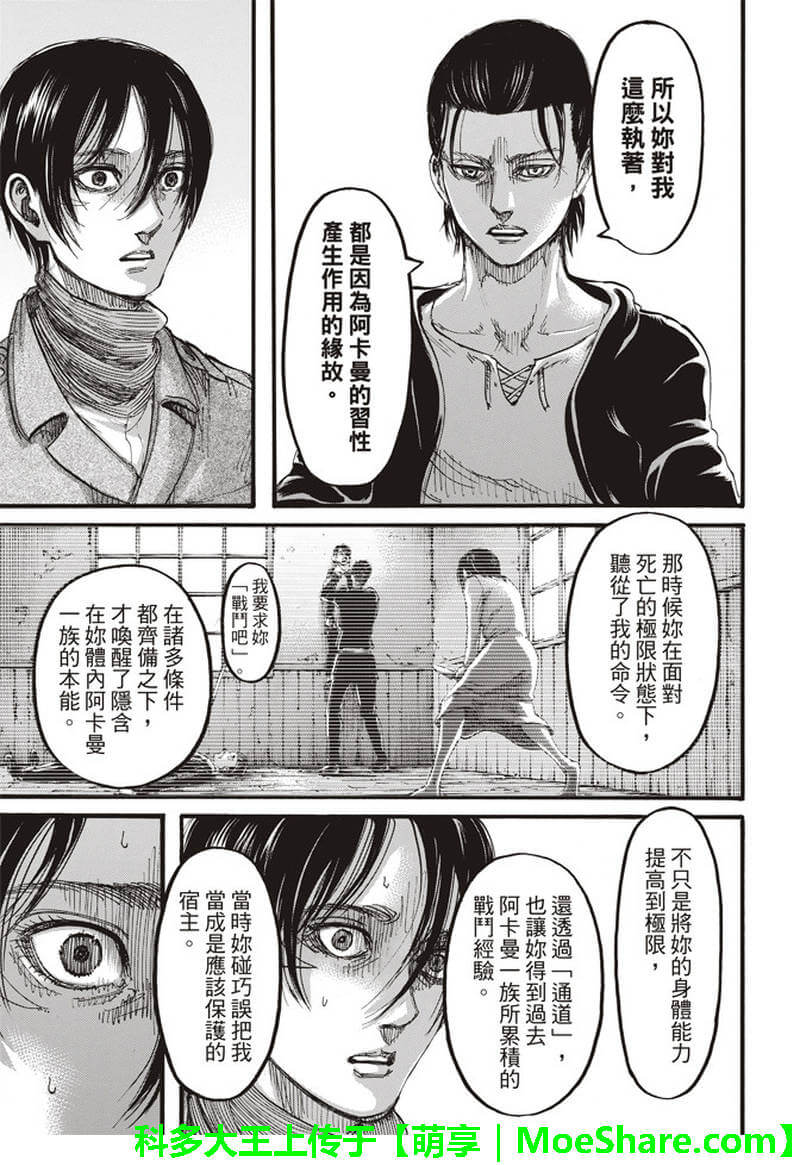 所以妳對我
這麼執著，
都是因為阿卡曼的習性
產生作用的緣故。
那時候妳在面對
死亡的極限狀態下，
聽從了我的命令。
我要求妳
「戰鬥吧」。
在諸多條件
都齊備之下，
才喚醒了隱含
在妳體內阿卡曼
一族的本能。
不只是將妳的身體能力
提高到極限，
還透過「通道」，
也讓妳得到過去
阿卡曼一族所累積的
戰鬥經驗。
當時妳碰巧誤把我
當成是應該保護的
宿主。
科多大王上传于【萌享 | MoeShare.com】